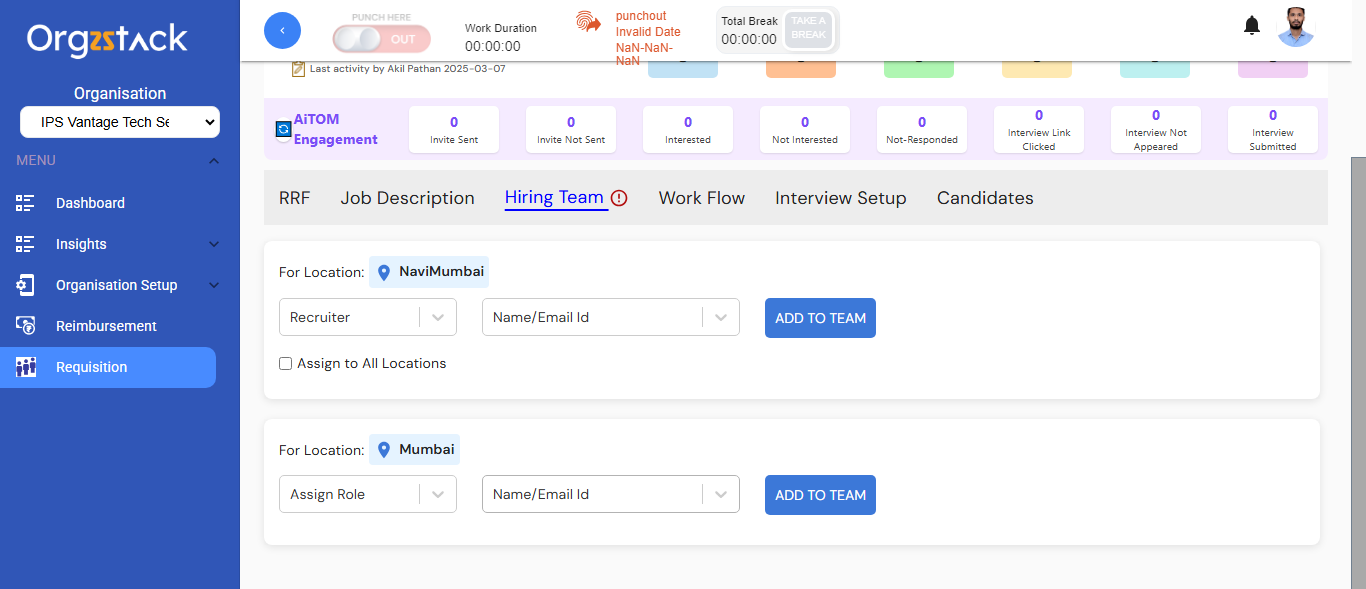 Orgzstack
Organisation
IPS Vantage Tech Se
MENU
Dashboard
Insights
Organisation Setup
Reimbursement
Requisition
PUNCH HERE
OUT
Work Duration
00:00:00
punchout
Invalid Date
NaN-NaN-
NaN
Total Break
00:00:00
TAKE A
BREAK
Last activity by Akil Pathan 2025-03-07
AiTOM
Engagement
0
Invite Sent
0
Invite Not Sent
0
Interested
0
Not Interested
0
Not-Responded
0
Interview Link
Clicked
0
Interview Not
Appeared
0
Interview
Submitted
RRF
Job Description
Hiring Team
Work Flow
Interview Setup
Candidates
For Location: NaviMumbai
Recruiter
Name/Email Id
ADD TO TEAM
Assign to All Locations
For Location: Mumbai
Assign Role
Name/Email Id
ADD TO TEAM